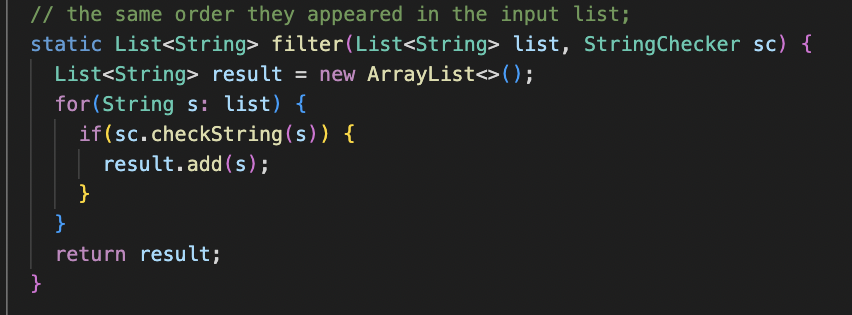 // the same order they appeared in the input list;
static List<String> filter(List<String> list, StringChecker sc) {
  List<String> result = new ArrayList<>();
  for(String s: list) {
    if(sc.checkString(s)) {
      result.add(s);
    }
  }
  return result;
}